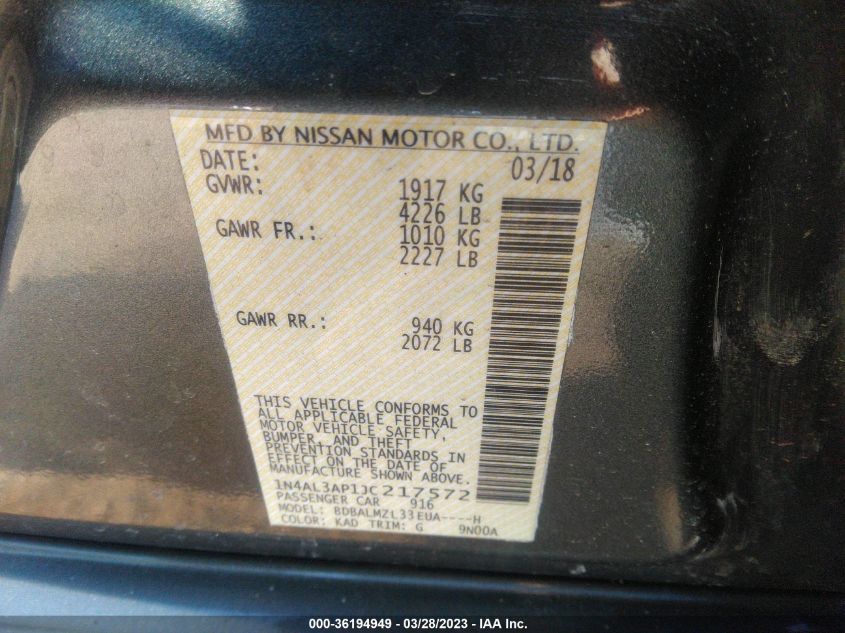 MFD BY NISSAN MOTOR CO., LTD.
DATE: 03/18
GVWR: 1917 KG
4226 LB
GAWR FR.: 1010 KG
2227 LB
GAWR RR.: 940 KG
2072 LB
THIS VEHICLE CONFORMS TO
ALL APPLICABLE FEDERAL
MOTOR VEHICLE SAFETY,
BUMPER, AND THEFT
PREVENTION STANDARDS IN
EFFECT ON THE DATE OF
MANUFACTURE SHOWN ABOVE.
1N4AL3AP1JC217572
PASSENGER CAR 916
MODEL: BDBALMZL33EUA----H
COLOR: KAD TRIM: G 9N00A
000-36194949 — 03/28/2023 — IAA Inc.